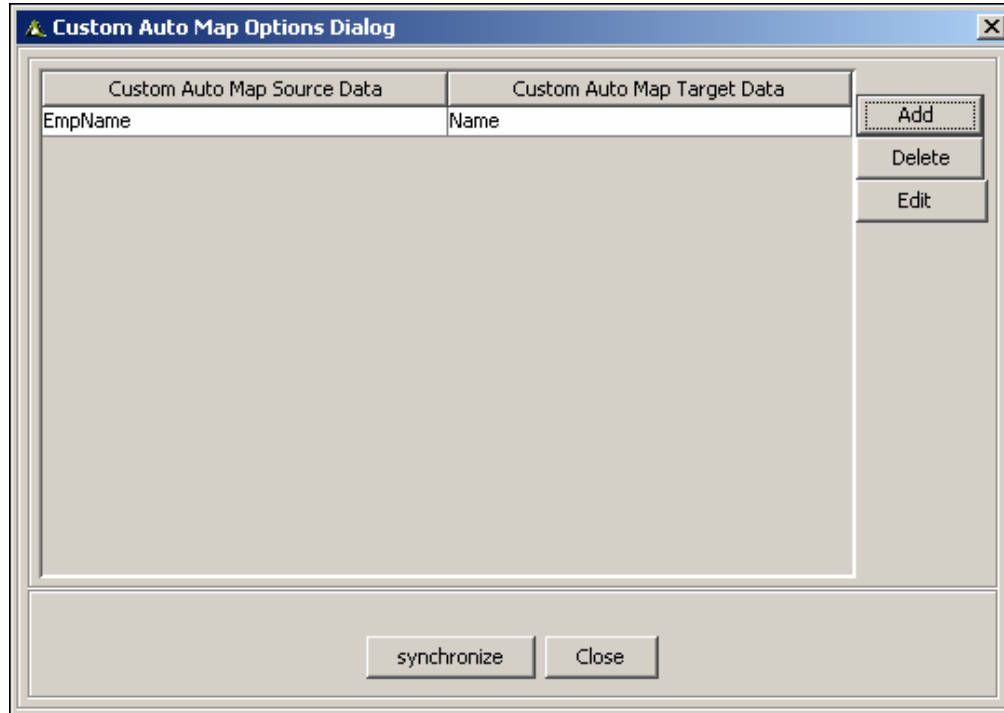 Custom Auto Map Options Dialog
Custom Auto Map Source Data Custom Auto Map Target Data
EmpName Name
Add
Delete
Edit
synchronize Close